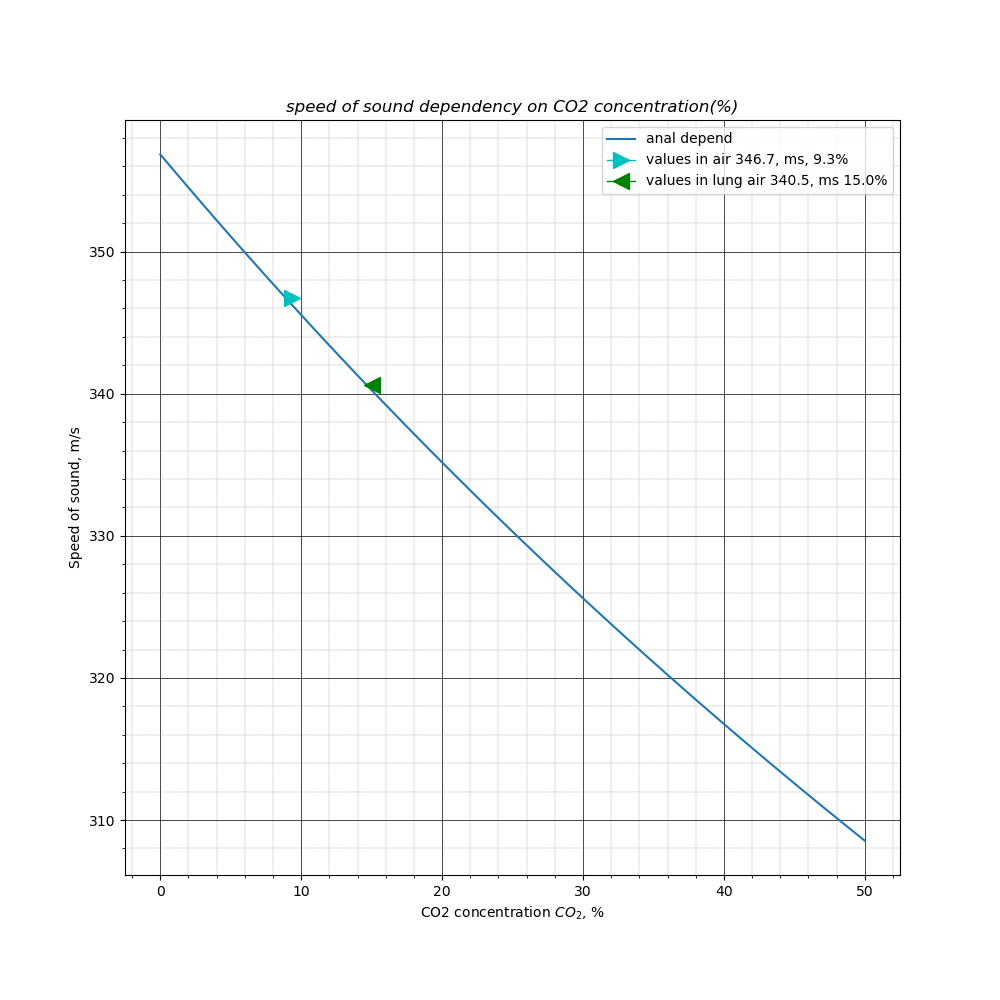 speed of sound dependency on CO2 concentration(%)
anal depend
values in air 346.7, ms, 9.3%
values in lung air 340.5, ms 15.0%
350
340
330
320
310
Speed of sound, m/s
0 10 20 30 40 50
CO2 concentration CO₂, %